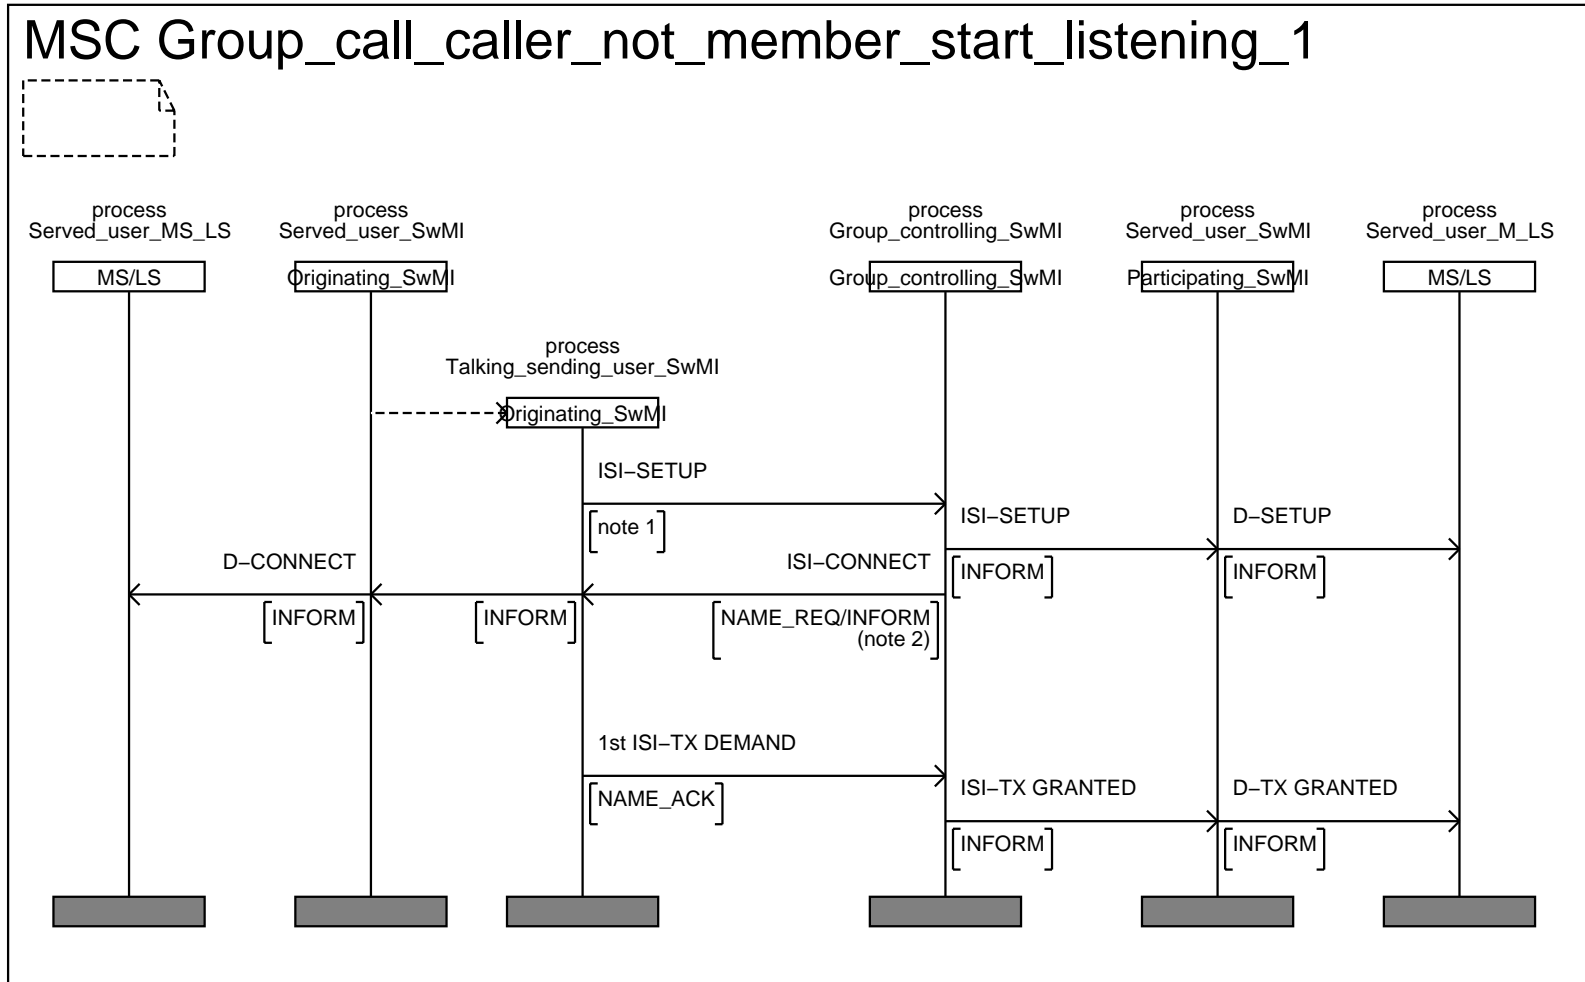 MSC Group_call_caller_not_member_start_listening_1
process
Served_user_MS_LS
process
Served_user_SwMI
process
Group_controlling_SwMI
process
Served_user_SwMI
process
Served_user_M_LS
MS/LS
Originating_SwMI
Group_controlling_SwMI
Participating_SwMI
MS/LS
process
Talking_sending_user_SwMI
Originating_SwMI
ISI−SETUP
note 1
ISI−SETUP
INFORM
D−SETUP
INFORM
D−CONNECT
INFORM
INFORM
ISI−CONNECT
NAME_REQ/INFORM
(note 2)
1st ISI−TX DEMAND
NAME_ACK
ISI−TX GRANTED
INFORM
D−TX GRANTED
INFORM